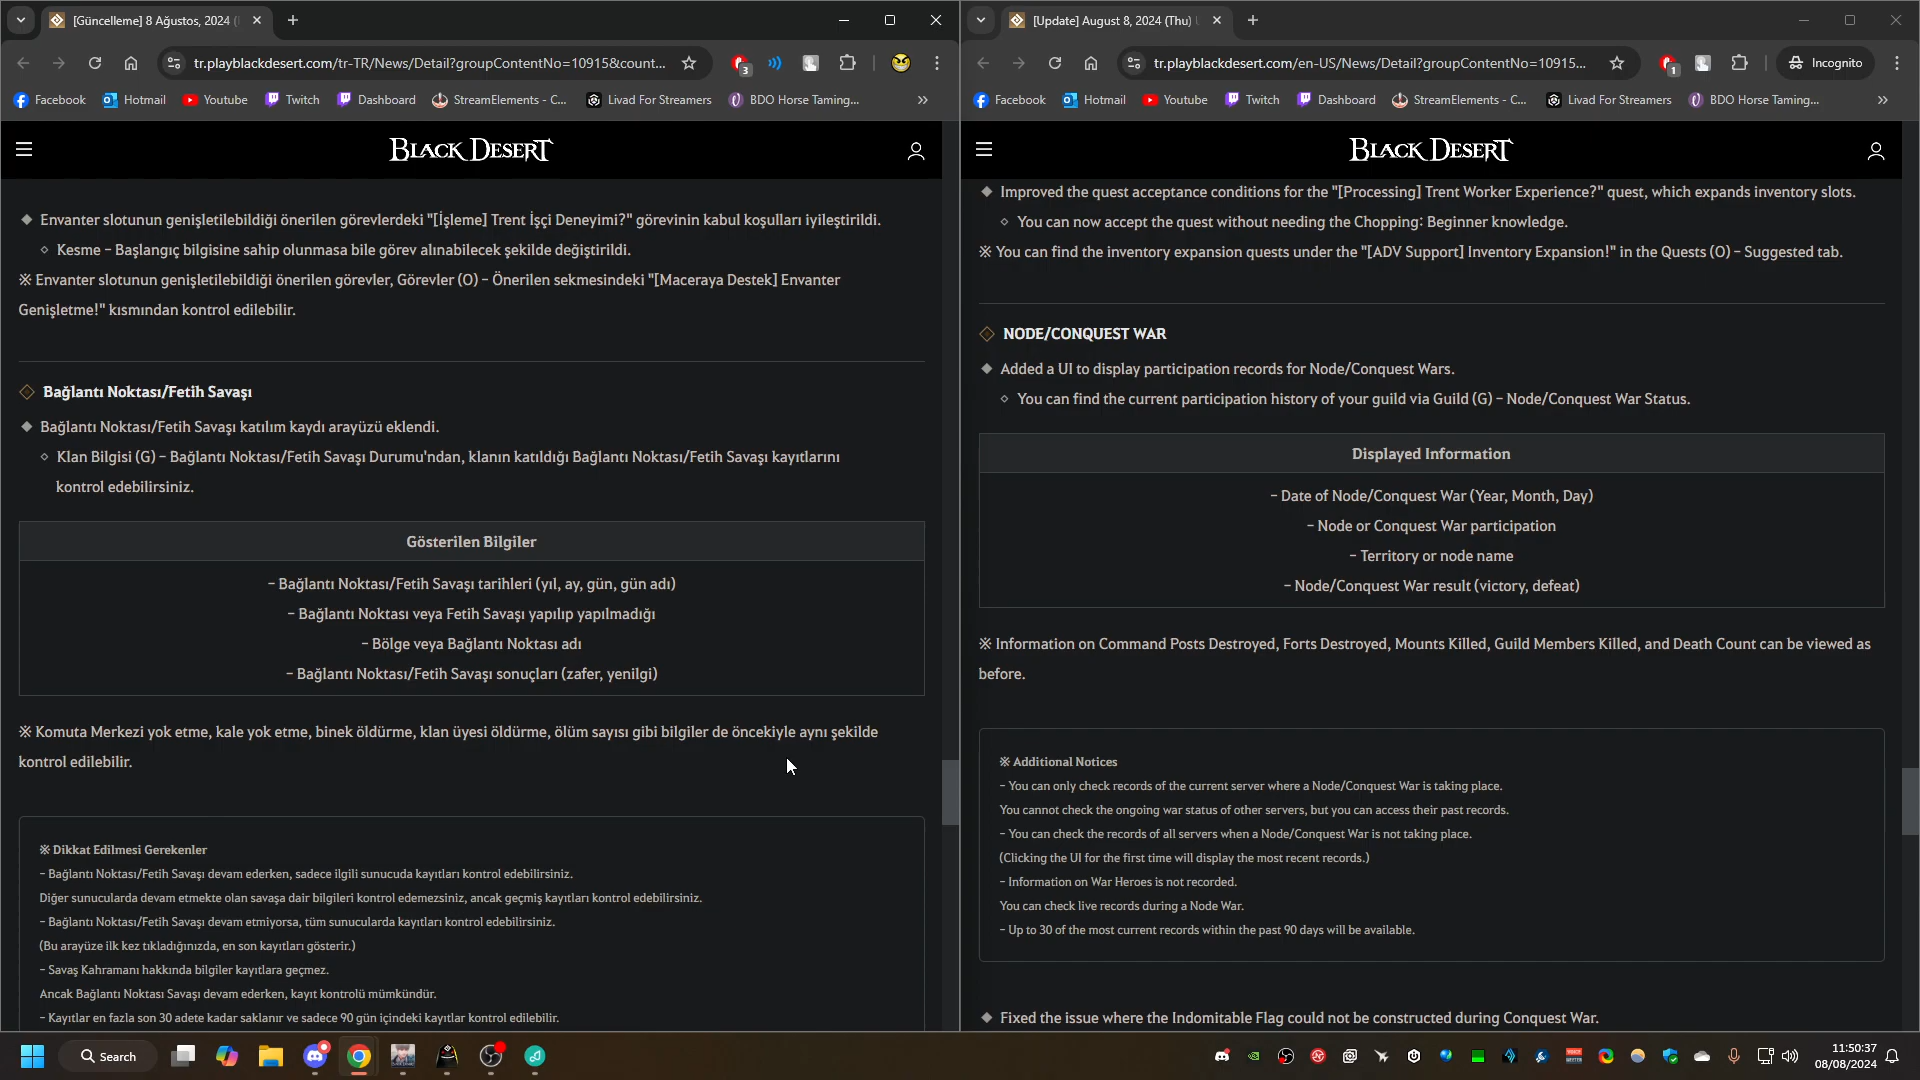 [Güncelleme] 8 Ağustos, 2024 (
tr.playblackdesert.com/tr-TR/News/Detail?groupContentNo=10915&count...
3
Facebook Hotmail Youtube Twitch Dashboard StreamElements - C... Livad For Streamers BDO Horse Taming... »
BLACK DESERT
◆ Envanter slotunun genişletilebildiği önerilen görevlerdeki "[İşleme] Trent İşçi Deneyimi?" görevinin kabul koşulları iyileştirildi.
◇ Kesme - Başlangıç bilgisine sahip olunmasa bile görev alınabilecek şekilde değiştirildi.
※ Envanter slotunun genişletilebildiği önerilen görevler, Görevler (O) - Önerilen sekmesindeki "[Maceraya Destek] Envanter
Genişletme!" kısmından kontrol edilebilir.
◇ Bağlantı Noktası/Fetih Savaşı
◆ Bağlantı Noktası/Fetih Savaşı katılım kaydı arayüzü eklendi.
◇ Klan Bilgisi (G) - Bağlantı Noktası/Fetih Savaşı Durumu'ndan, klanın katıldığı Bağlantı Noktası/Fetih Savaşı kayıtlarını
kontrol edebilirsiniz.
Gösterilen Bilgiler
- Bağlantı Noktası/Fetih Savaşı tarihleri (yıl, ay, gün, gün adı)
- Bağlantı Noktası veya Fetih Savaşı yapılıp yapılmadığı
- Bölge veya Bağlantı Noktası adı
- Bağlantı Noktası/Fetih Savaşı sonuçları (zafer, yenilgi)
※ Komuta Merkezi yok etme, kale yok etme, binek öldürme, klan üyesi öldürme, ölüm sayısı gibi bilgiler de öncekiyle aynı şekilde
kontrol edilebilir.
※ Dikkat Edilmesi Gerekenler
- Bağlantı Noktası/Fetih Savaşı devam ederken, sadece ilgili sunucuda kayıtları kontrol edebilirsiniz.
Diğer sunucularda devam etmekte olan savaşa dair bilgileri kontrol edemezsiniz, ancak geçmiş kayıtları kontrol edebilirsiniz.
- Bağlantı Noktası/Fetih Savaşı devam etmiyorsa, tüm sunucularda kayıtları kontrol edebilirsiniz.
(Bu arayüze ilk kez tıkladığınızda, en son kayıtları gösterir.)
- Savaş Kahramanı hakkında bilgiler kayıtlara geçmez.
Ancak Bağlantı Noktası Savaşı devam ederken, kayıt kontrolü mümkündür.
- Kayıtlar en fazla son 30 adete kadar saklanır ve sadece 90 gün içindeki kayıtlar kontrol edilebilir.
[Update] August 8, 2024 (Thu)
tr.playblackdesert.com/en-US/News/Detail?groupContentNo=10915...
1
Incognito
Facebook Hotmail Youtube Twitch Dashboard StreamElements - C... Livad For Streamers BDO Horse Taming... »
BLACK DESERT
◆ Improved the quest acceptance conditions for the "[Processing] Trent Worker Experience?" quest, which expands inventory slots.
◇ You can now accept the quest without needing the Chopping: Beginner knowledge.
※ You can find the inventory expansion quests under the "[ADV Support] Inventory Expansion!" in the Quests (O) - Suggested tab.
◇ NODE/CONQUEST WAR
◆ Added a UI to display participation records for Node/Conquest Wars.
◇ You can find the current participation history of your guild via Guild (G) - Node/Conquest War Status.
Displayed Information
- Date of Node/Conquest War (Year, Month, Day)
- Node or Conquest War participation
- Territory or node name
- Node/Conquest War result (victory, defeat)
※ Information on Command Posts Destroyed, Forts Destroyed, Mounts Killed, Guild Members Killed, and Death Count can be viewed as
before.
※ Additional Notices
- You can only check records of the current server where a Node/Conquest War is taking place.
You cannot check the ongoing war status of other servers, but you can access their past records.
- You can check the records of all servers when a Node/Conquest War is not taking place.
(Clicking the UI for the first time will display the most recent records.)
- Information on War Heroes is not recorded.
You can check live records during a Node War.
- Up to 30 of the most current records within the past 90 days will be available.
◆ Fixed the issue where the Indomitable Flag could not be constructed during Conquest War.
Search
11:50:37
08/08/2024